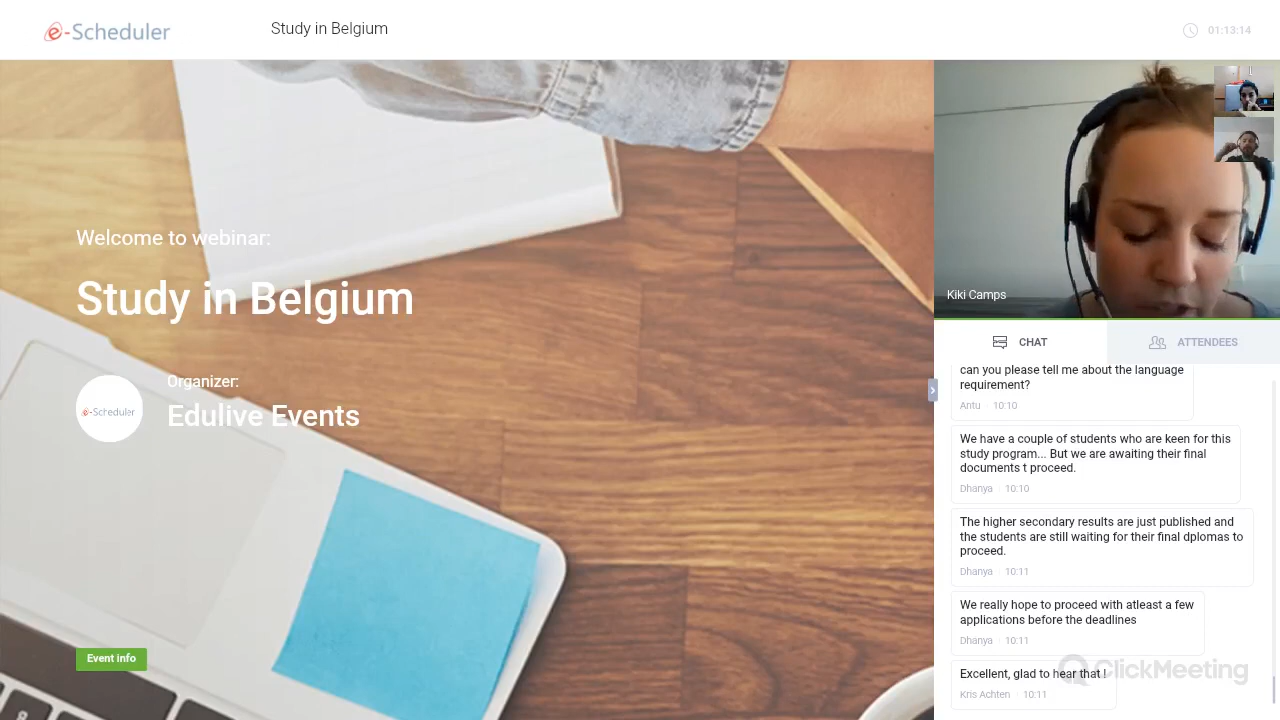 e-Scheduler
Study in Belgium
01:13:14
Welcome to webinar:
Study in Belgium
Organizer:
Edulive Events
e-Scheduler
Event info
Kiki Camps
CHAT
ATTENDEES
can you please tell me about the language
requirement?
Antu 10:10
We have a couple of students who are keen for this
study program... But we are awaiting their final
documents t proceed.
Dhanya 10:10
The higher secondary results are just published and
the students are still waiting for their final dplomas to
proceed.
Dhanya 10:11
We really hope to proceed with atleast a few
applications before the deadlines
Dhanya 10:11
Excellent, glad to hear that !
Kris Achten 10:11
ClickMeeting